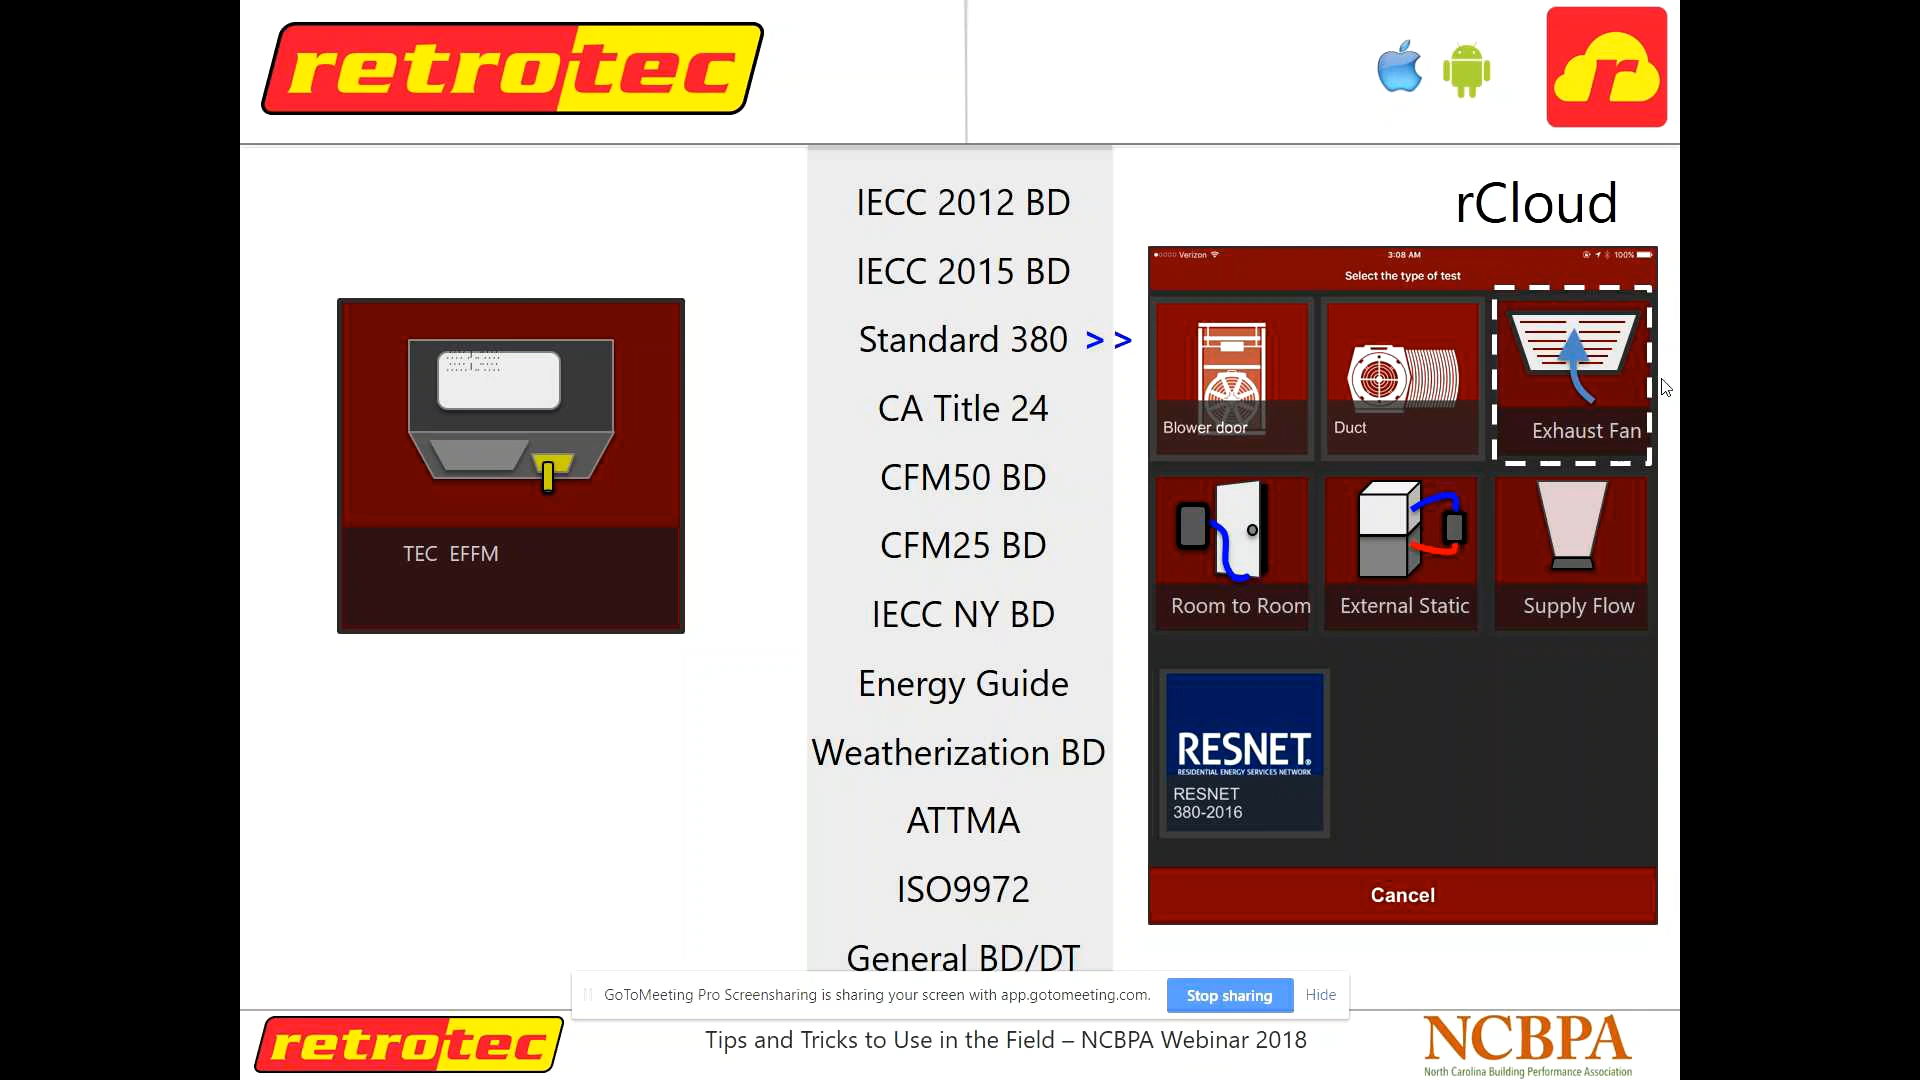 retrotec
r
IECC 2012 BD
IECC 2015 BD
Standard 380 >>
CA Title 24
CFM50 BD
CFM25 BD
IECC NY BD
Energy Guide
Weatherization BD
ATTMA
ISO9972
General BD/DT
TEC EFFM
rCloud
Verizon 3:08 AM 100%
Select the type of test
Blower door
Duct
Exhaust Fan
Room to Room
External Static
Supply Flow
RESNET®
RESIDENTIAL ENERGY SERVICES NETWORK
RESNET
380-2016
Cancel
GoToMeeting Pro Screensharing is sharing your screen with app.gotomeeting.com.
Stop sharing
Hide
retrotec
Tips and Tricks to Use in the Field – NCBPA Webinar 2018
NCBPA
North Carolina Building Performance Association